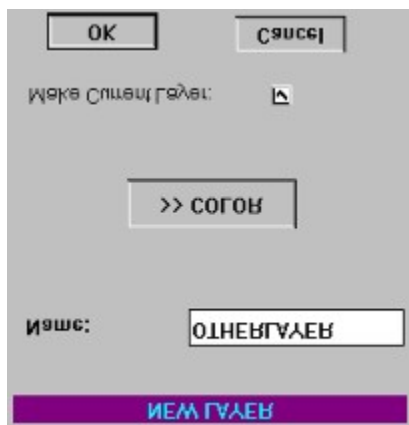 NEW LAYER
Name: OTHERLAYER
>> COLOR
Make Current Layer:
OK Cancel